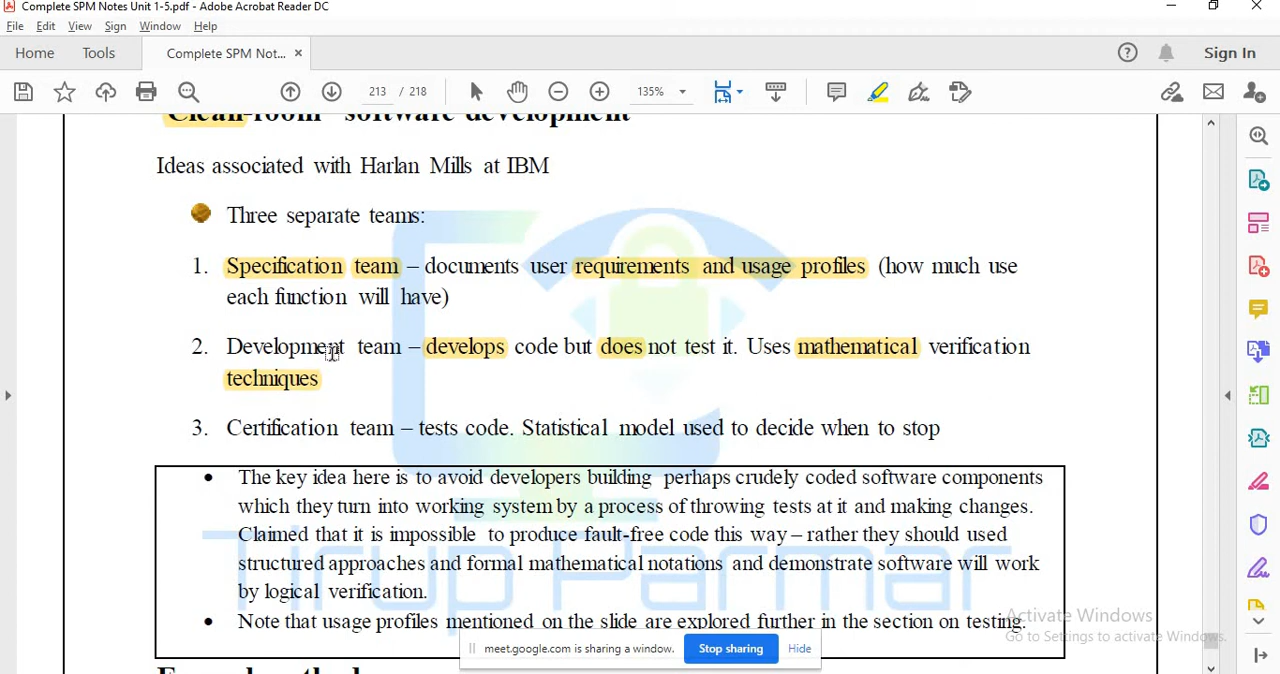 Complete SPM Notes Unit 1-5.pdf - Adobe Acrobat Reader DC
File Edit View Sign Window Help
Home Tools Complete SPM Not... × Sign In
213 / 218 135%
"Clean-room" software development
Ideas associated with Harlan Mills at IBM
Three separate teams:
1. Specification team – documents user requirements and usage profiles (how much use
each function will have)
2. Development team – develops code but does not test it. Uses mathematical verification
techniques
3. Certification team – tests code. Statistical model used to decide when to stop
• The key idea here is to avoid developers building perhaps crudely coded software components
which they turn into working system by a process of throwing tests at it and making changes.
Claimed that it is impossible to produce fault-free code this way – rather they should used
structured approaches and formal mathematical notations and demonstrate software will work
by logical verification.
• Note that usage profiles mentioned on the slide are explored further in the section on testing.
Tirup Parmar
Activate Windows
Go to Settings to activate Windows.
meet.google.com is sharing a window. Stop sharing Hide